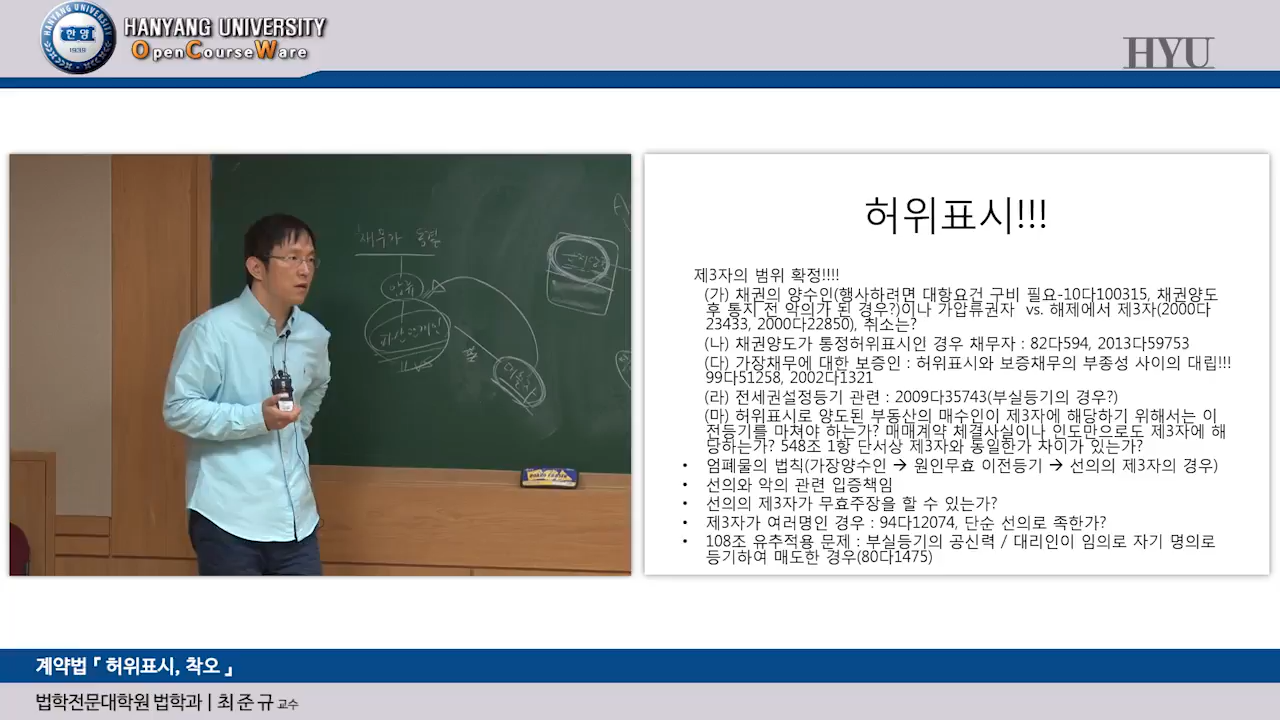 HANYANG UNIVERSITY
OpenCourseWare
한양
1939
HYU
채무자 동결
압류
파산관재인
허위표시!!!
제3자의 범위 확정!!!!
(가) 채권의 양수인(행사하려면 대항요건 구비 필요-10다100315, 채권양도
후 통지 전 악의가 된 경우?)이나 가압류권자 vs. 해제에서 제3자(2000다
23433, 2000다22850), 취소는?
(나) 채권양도가 통정허위표시인 경우 채무자 : 82다594, 2013다59753
(다) 가장채무에 대한 보증인 : 허위표시와 보증채무의 부종성 사이의 대립!!!
99다51258, 2002다1321
(라) 전세권설정등기 관련 : 2009다35743(부실등기의 경우?)
(마) 허위표시로 양도된 부동산의 매수인이 제3자에 해당하기 위해서는 이
전등기를 마쳐야 하는가? 매매계약 체결사실이나 인도만으로도 제3자에 해
당하는가? 548조 1항 단서상 제3자와 동일한가 차이가 있는가?
• 엄폐물의 법칙(가장양수인 → 원인무효 이전등기 → 선의의 제3자의 경우)
• 선의와 악의 관련 입증책임
• 선의의 제3자가 무효주장을 할 수 있는가?
• 제3자가 여러명인 경우 : 94다12074, 단순 선의로 족한가?
• 108조 유추적용 문제 : 부실등기의 공신력 / 대리인이 임의로 자기 명의로
등기하여 매도한 경우(80다1475)
계약법「 허위표시, 착오 」
법학전문대학원 법학과 | 최 준 규 교수